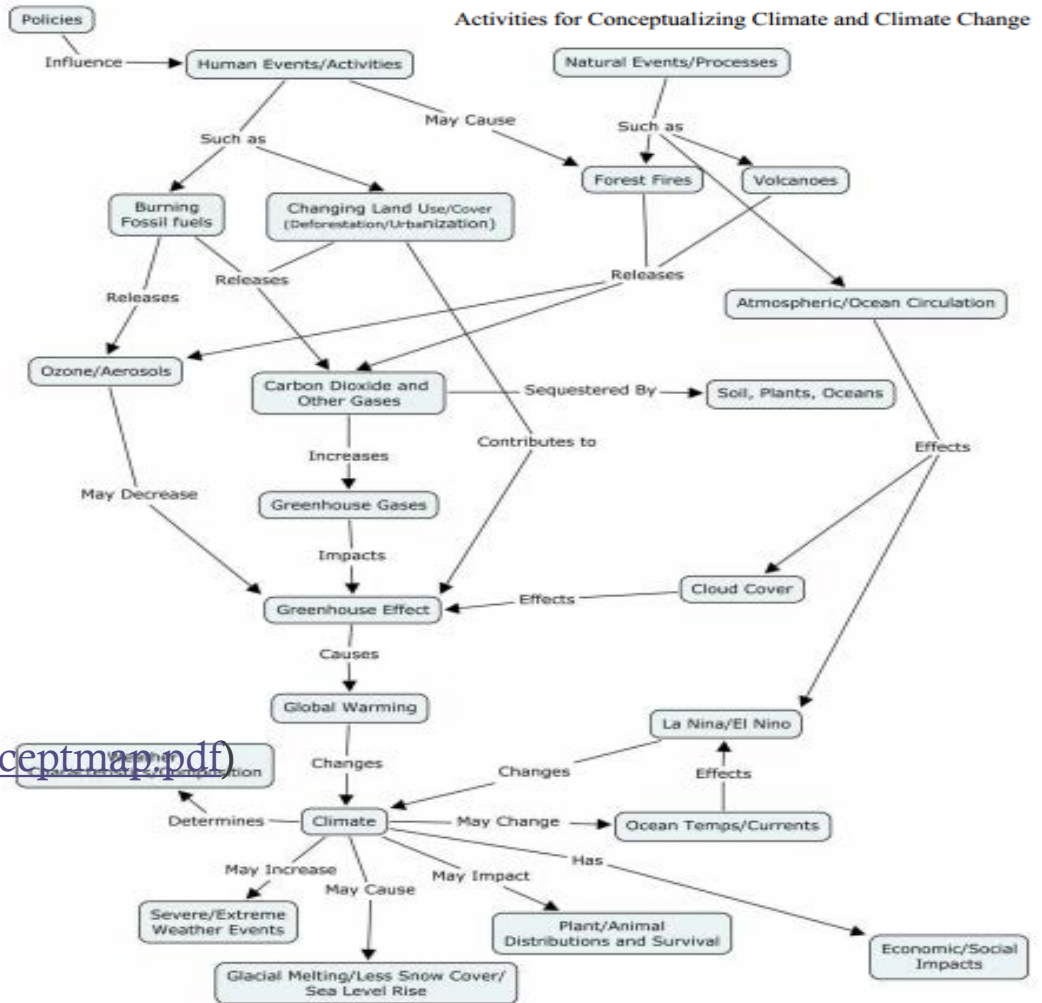 Activities for Conceptualizing Climate and Climate Change
Policies
Influence
Human Events/Activities
Natural Events/Processes
May Cause
Such as
Such as
Forest Fires
Volcanoes
Burning
Fossil fuels
Changing Land Use/Cover
(Deforestation/Urbanization)
Releases
Releases
Releases
Atmospheric/Ocean Circulation
Ozone/Aerosols
Carbon Dioxide and
Other Gases
Sequestered By
Soil, Plants, Oceans
Contributes to
Effects
Increases
May Decrease
Greenhouse Gases
Impacts
Cloud Cover
Effects
Greenhouse Effect
Causes
Global Warming
La Nina/El Nino
ceptmap.pdf)
Weather
Characteristics/Composition
Changes
Changes
Effects
Determines
Climate
May Change
Ocean Temps/Currents
Has
May Increase
May Impact
May Cause
Severe/Extreme
Weather Events
Plant/Animal
Distributions and Survival
Economic/Social
Impacts
Glacial Melting/Less Snow Cover/
Sea Level Rise